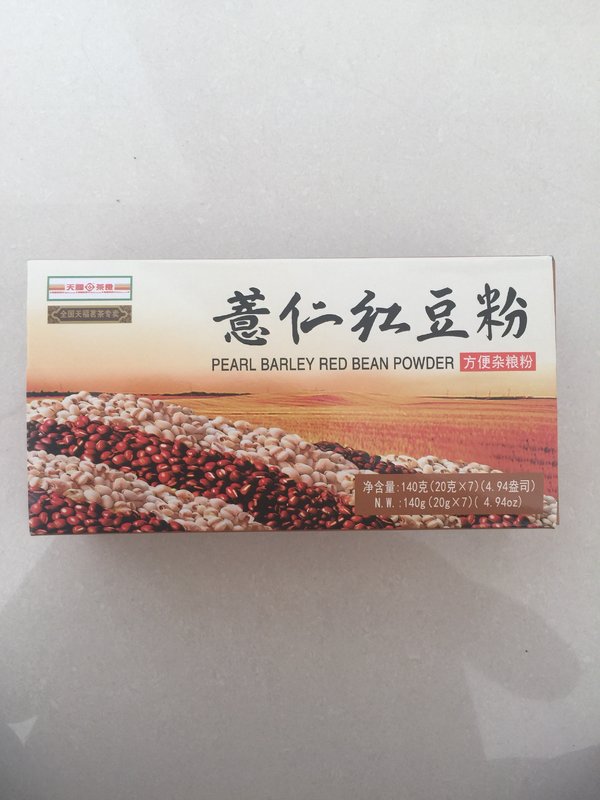 天福茶食
全国天福茗茶专卖
薏仁红豆粉
PEARL BARLEY RED BEAN POWDER 方便杂粮粉
净含量:140克(20克×7)(4.94盎司)
N.W.:140g(20g×7)( 4.94oz)